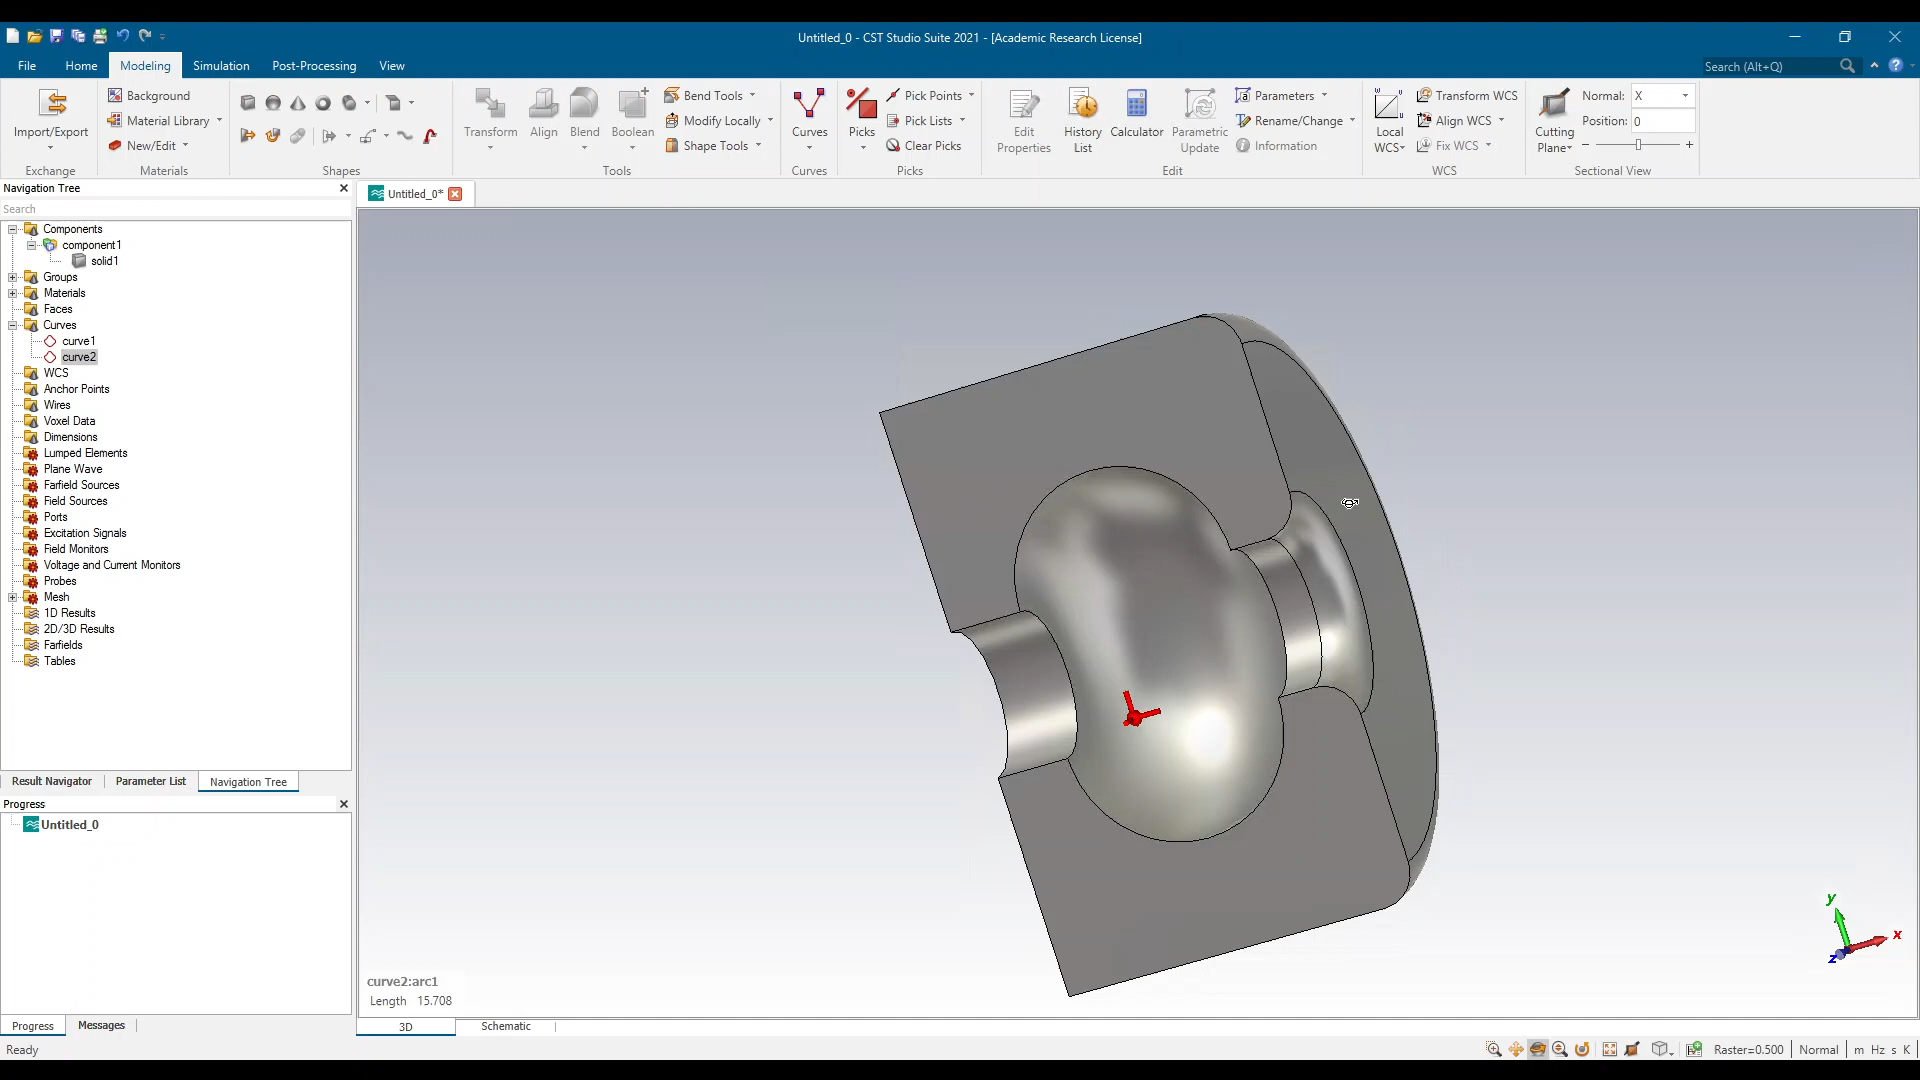 Untitled_0 - CST Studio Suite 2021 - [Academic Research License]
File Home Modeling Simulation Post-Processing View
Search (Alt+Q)
Import/Export
Exchange
Background
Material Library
New/Edit
Materials
Shapes
Transform
Align
Blend
Boolean
Bend Tools
Modify Locally
Shape Tools
Tools
Curves
Curves
Picks
Pick Points
Pick Lists
Clear Picks
Picks
Edit
Properties
History
List
Calculator
Parametric
Update
Parameters
Rename/Change
Information
Edit
Local
WCS
Transform WCS
Align WCS
Fix WCS
WCS
Cutting
Plane
Normal: X
Position: 0
Sectional View
Navigation Tree
Untitled_0*
Search
Components
component1
solid1
Groups
Materials
Faces
Curves
curve1
curve2
WCS
Anchor Points
Wires
Voxel Data
Dimensions
Lumped Elements
Plane Wave
Farfield Sources
Field Sources
Ports
Excitation Signals
Field Monitors
Voltage and Current Monitors
Probes
Mesh
1D Results
2D/3D Results
Farfields
Tables
Result Navigator Parameter List Navigation Tree
Progress
Untitled_0
y
x
z
curve2:arc1
Length 15.708
Progress Messages
3D Schematic
Ready
Raster=0.500 Normal m Hz s K